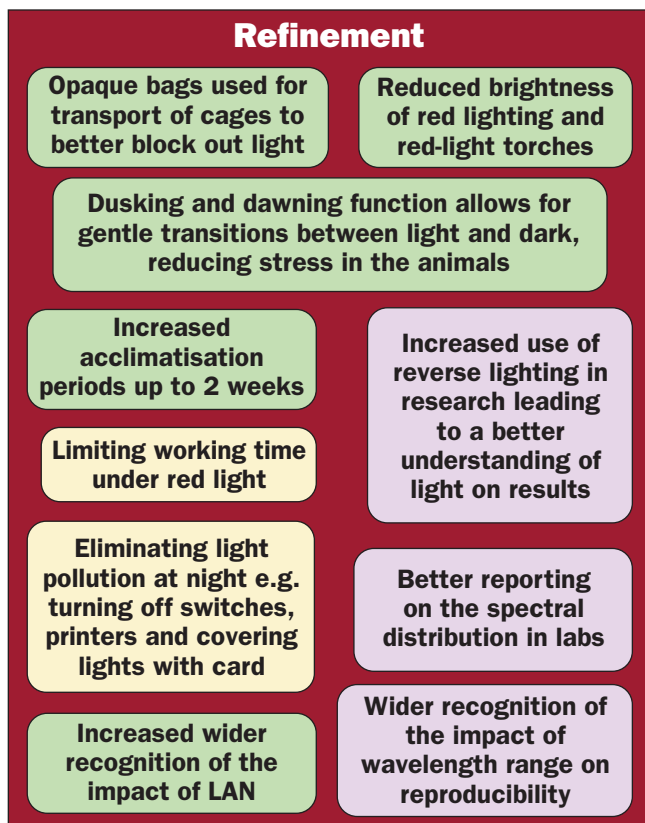 Refinement
Opaque bags used for
transport of cages to
better block out light
Reduced brightness
of red lighting and
red-light torches
Dusking and dawning function allows for
gentle transitions between light and dark,
reducing stress in the animals
Increased
acclimatisation
periods up to 2 weeks
Increased use of
reverse lighting in
research leading
to a better
understanding of
light on results
Limiting working time
under red light
Eliminating light
pollution at night e.g.
turning off switches,
printers and covering
lights with card
Better reporting
on the spectral
distribution in labs
Increased wider
recognition of the
impact of LAN
Wider recognition of
the impact of
wavelength range on
reproducibility